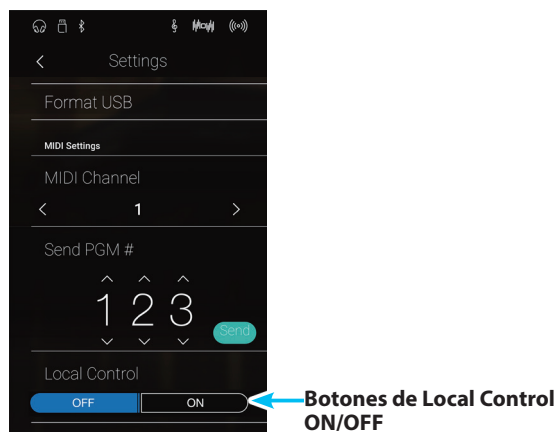 Settings
Format USB
MIDI Settings
MIDI Channel
1
Send PGM #
1 2 3
Send
Local Control
OFF ON
Botones de Local Control
ON/OFF